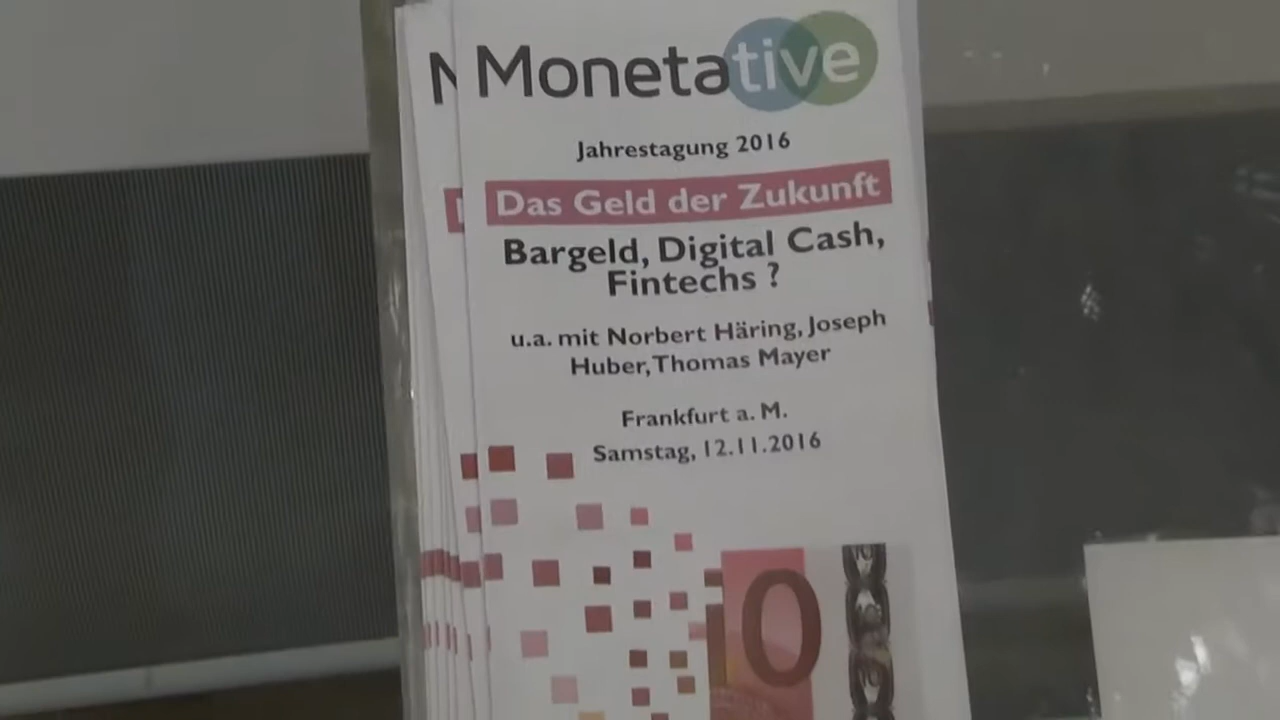 Monetative
Jahrestagung 2016
Das Geld der Zukunft
Bargeld, Digital Cash,
Fintechs ?
u.a. mit Norbert Häring, Joseph
Huber, Thomas Mayer
Frankfurt a. M.
Samstag, 12.11.2016
0